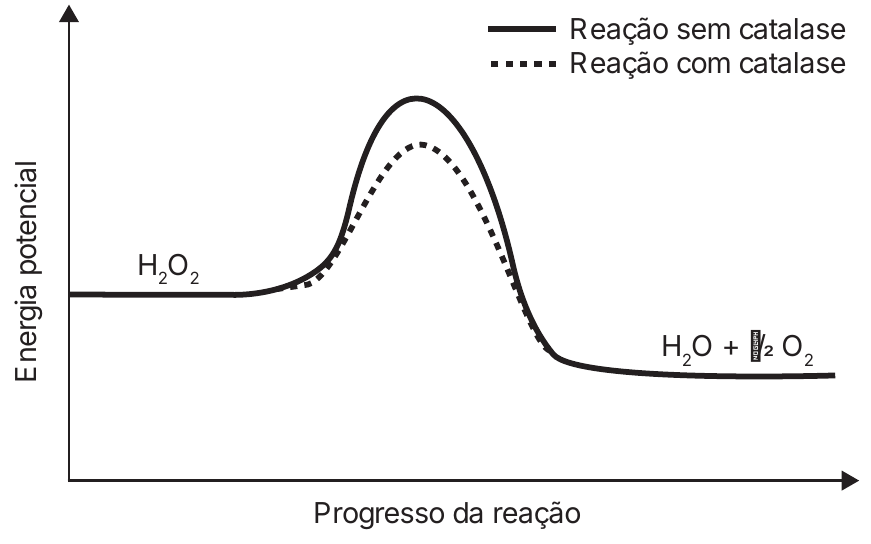 Reação sem catalase
Reação com catalase
Energia potencial
H₂O₂
H₂O + /₂ O₂
Progresso da reação